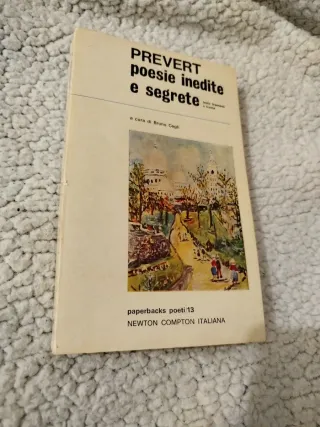 PREVERT
poesie inedite
e segrete
a cura di Bruno Cagli
paperbacks poeti/13
NEWTON COMPTON ITALIANA